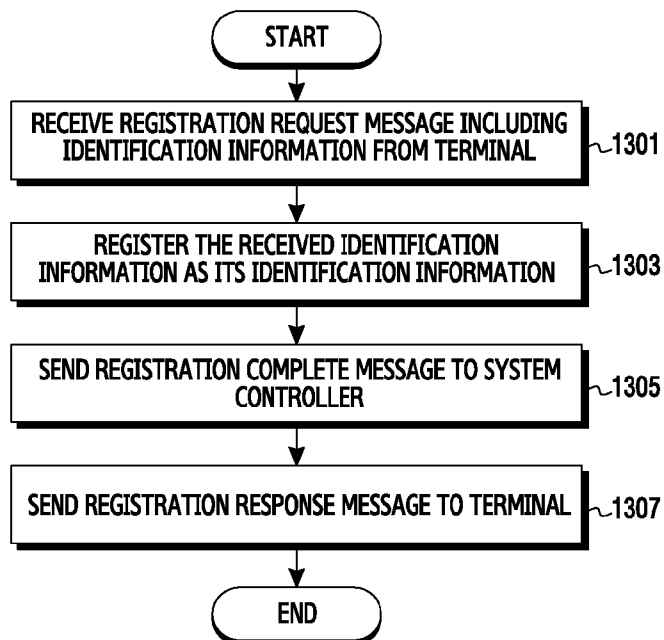 START
RECEIVE REGISTRATION REQUEST MESSAGE INCLUDING
IDENTIFICATION INFORMATION FROM TERMINAL
1301
REGISTER THE RECEIVED IDENTIFICATION
INFORMATION AS ITS IDENTIFICATION INFORMATION
1303
SEND REGISTRATION COMPLETE MESSAGE TO SYSTEM
CONTROLLER
1305
SEND REGISTRATION RESPONSE MESSAGE TO TERMINAL
1307
END